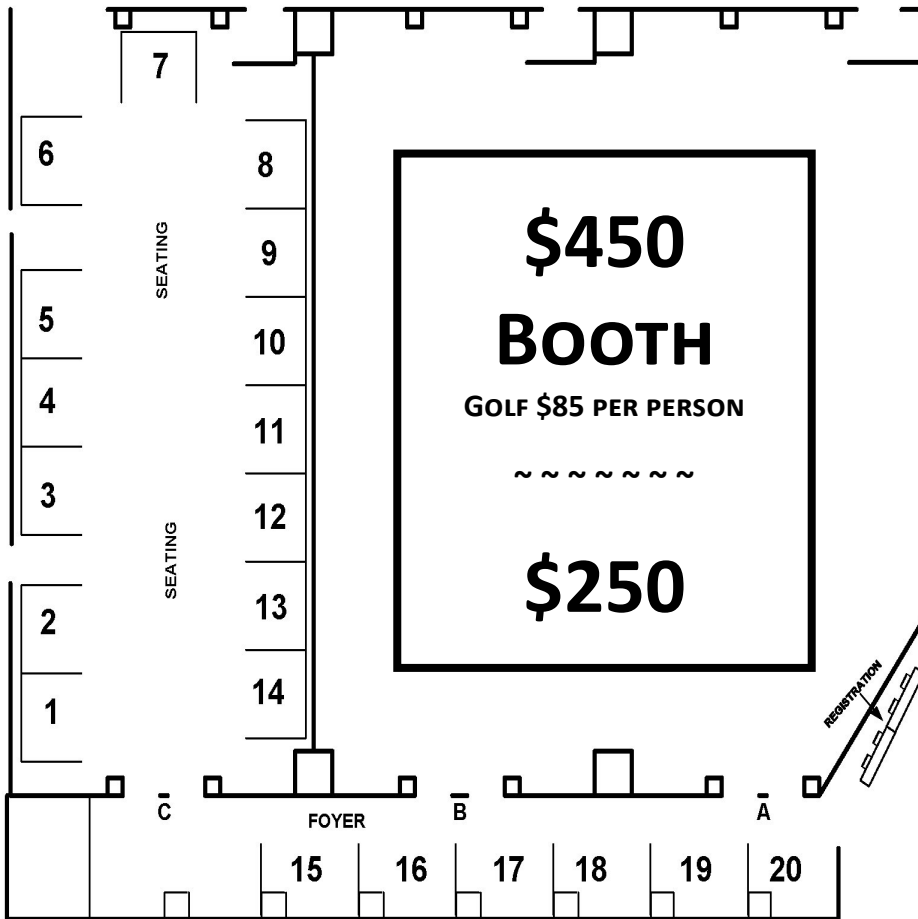 7
6
8
9
SEATING
5
10
4
11
3
12
SEATING
2
13
1
14
$450
BOOTH
GOLF $85 PER PERSON
~ ~ ~ ~ ~ ~ ~
$250
REGISTRATION
C
B
A
FOYER
15
16
17
18
19
20